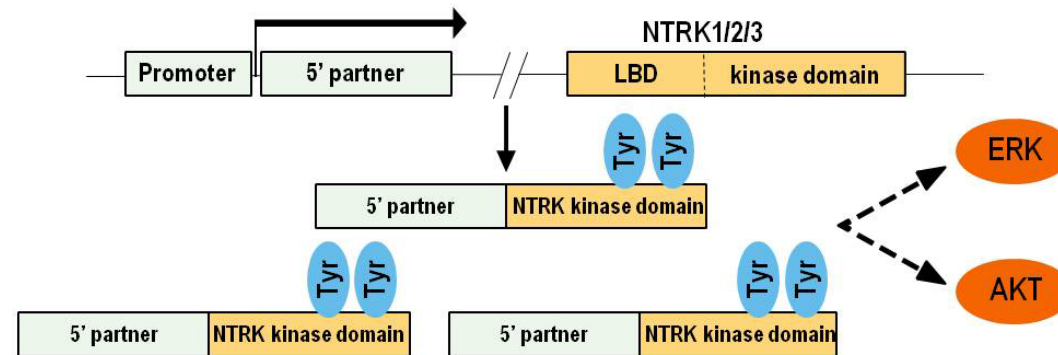 NTRK1/2/3
Promoter
5' partner
LBD
kinase domain
Tyr
Tyr
ERK
5' partner
NTRK kinase domain
Tyr
Tyr
Tyr
Tyr
AKT
5' partner
NTRK kinase domain
5' partner
NTRK kinase domain